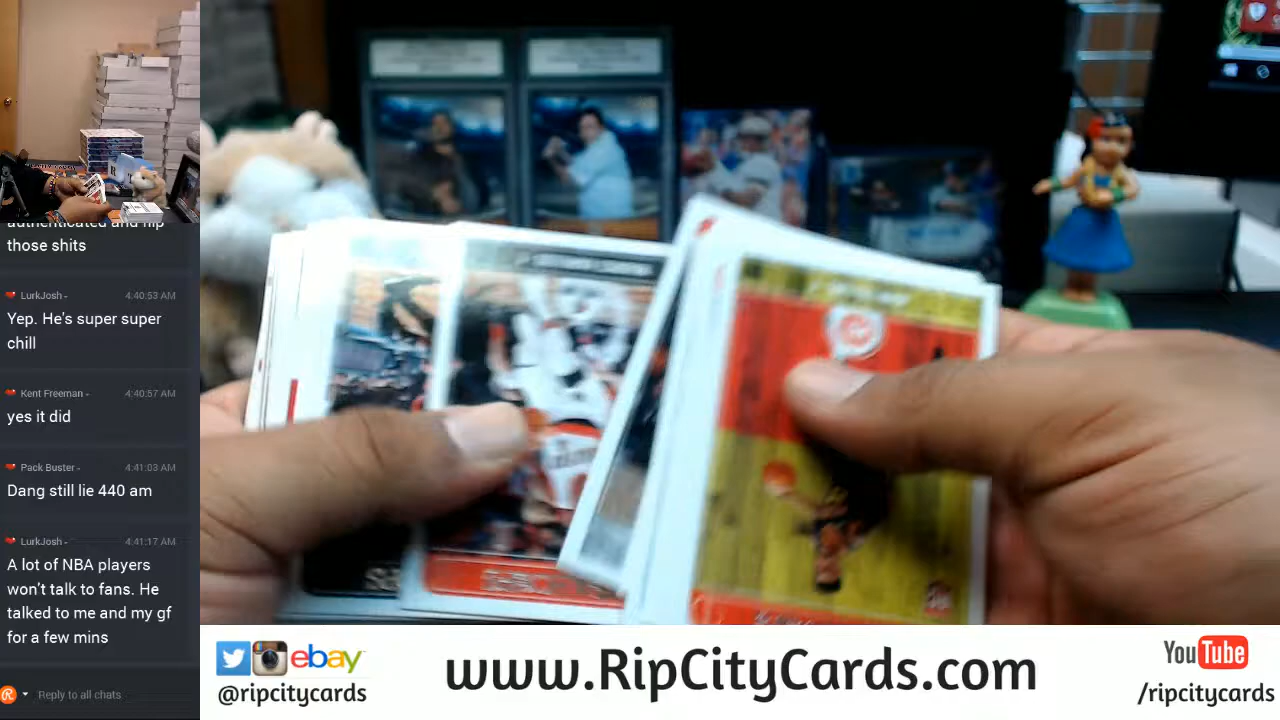 those shits
LurkJosh - 4:40:53 AM
Yep. He's super super
chill
Kent Freeman - 4:40:57 AM
yes it did
Pack Buster - 4:41:03 AM
Dang still lie 440 am
LurkJosh - 4:41:17 AM
A lot of NBA players
won't talk to fans. He
talked to me and my gf
for a few mins
Reply to all chats
ebay
@ripcitycards
www.RipCityCards.com
YouTube
/ripcitycards